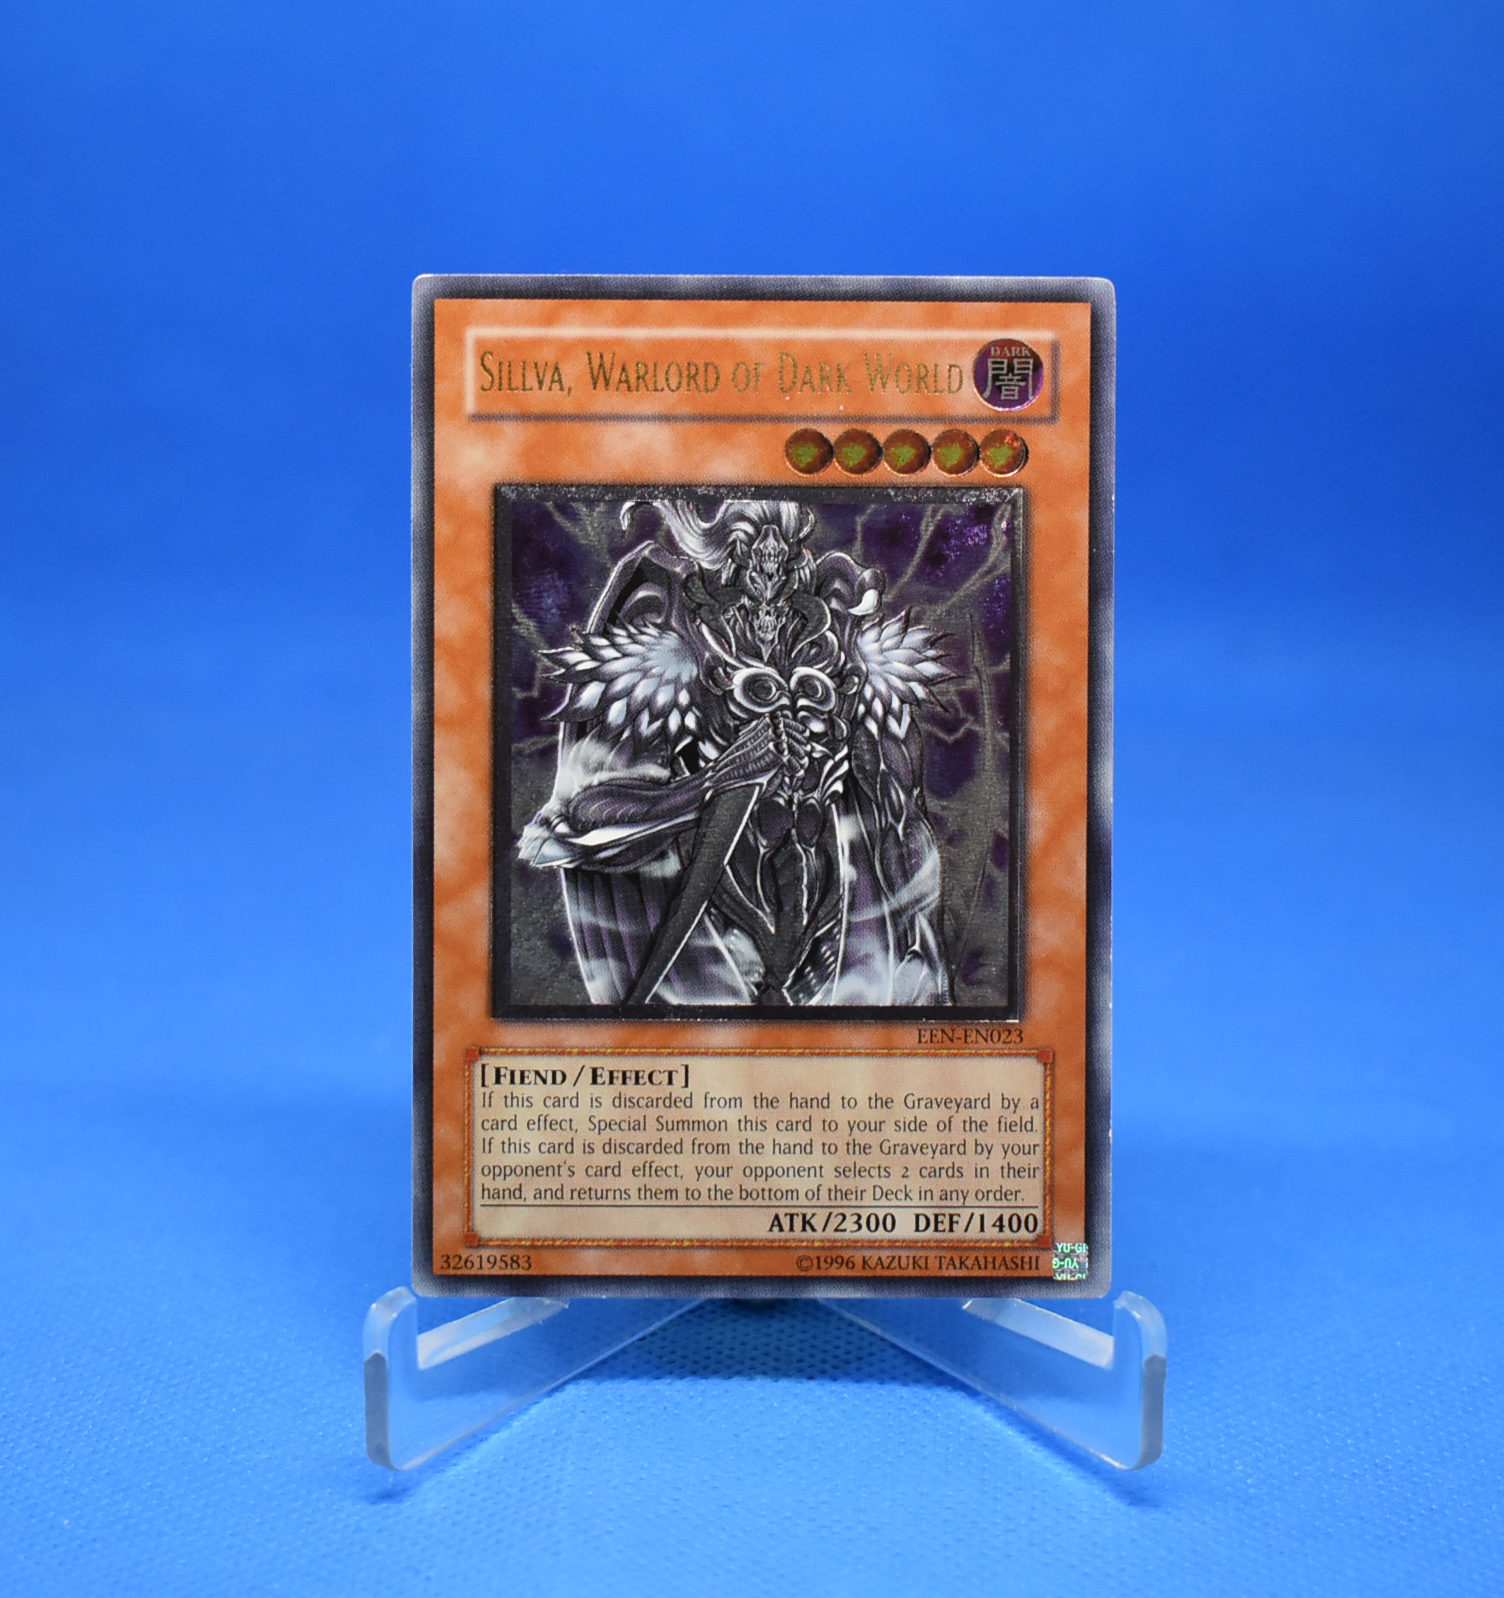 SILLVA, WARLORD OF DARK WORLD
DARK
闇
EEN-EN023
[FIEND/EFFECT]
If this card is discarded from the hand to the Graveyard by a
card effect, Special Summon this card to your side of the field.
If this card is discarded from the hand to the Graveyard by your
opponent's card effect, your opponent selects 2 cards in their
hand, and returns them to the bottom of their Deck in any order.
ATK/2300 DEF/1400
32619583
©1996 KAZUKI TAKAHASHI
YU-GI